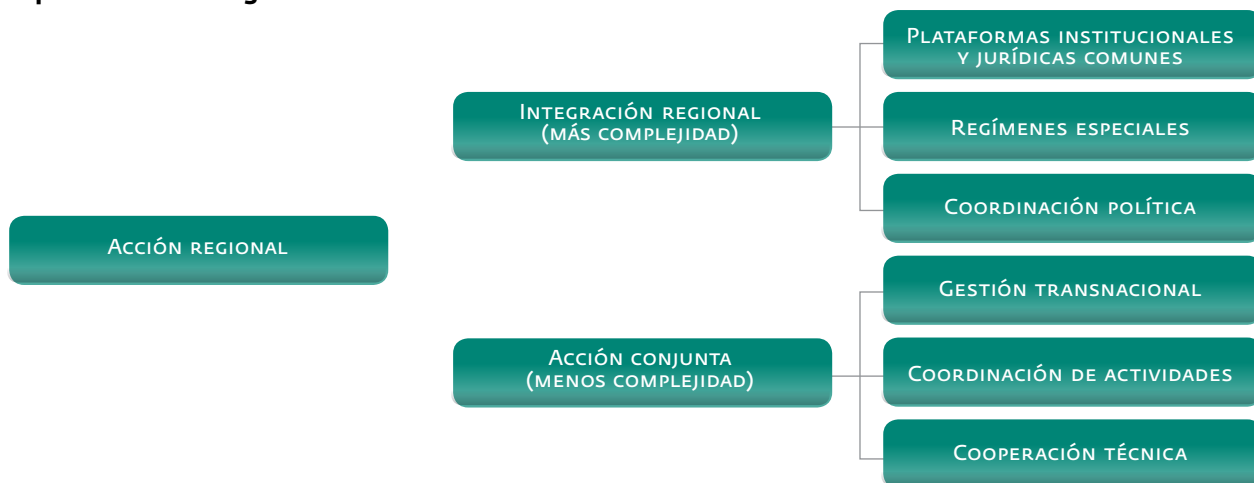 Plataformas institucionales
y jurídicas comunes
Integración regional
(más complejidad)
Regímenes especiales
Coordinación política
Acción regional
Gestión transnacional
Acción conjunta
(menos complejidad)
Coordinación de actividades
Cooperación técnica